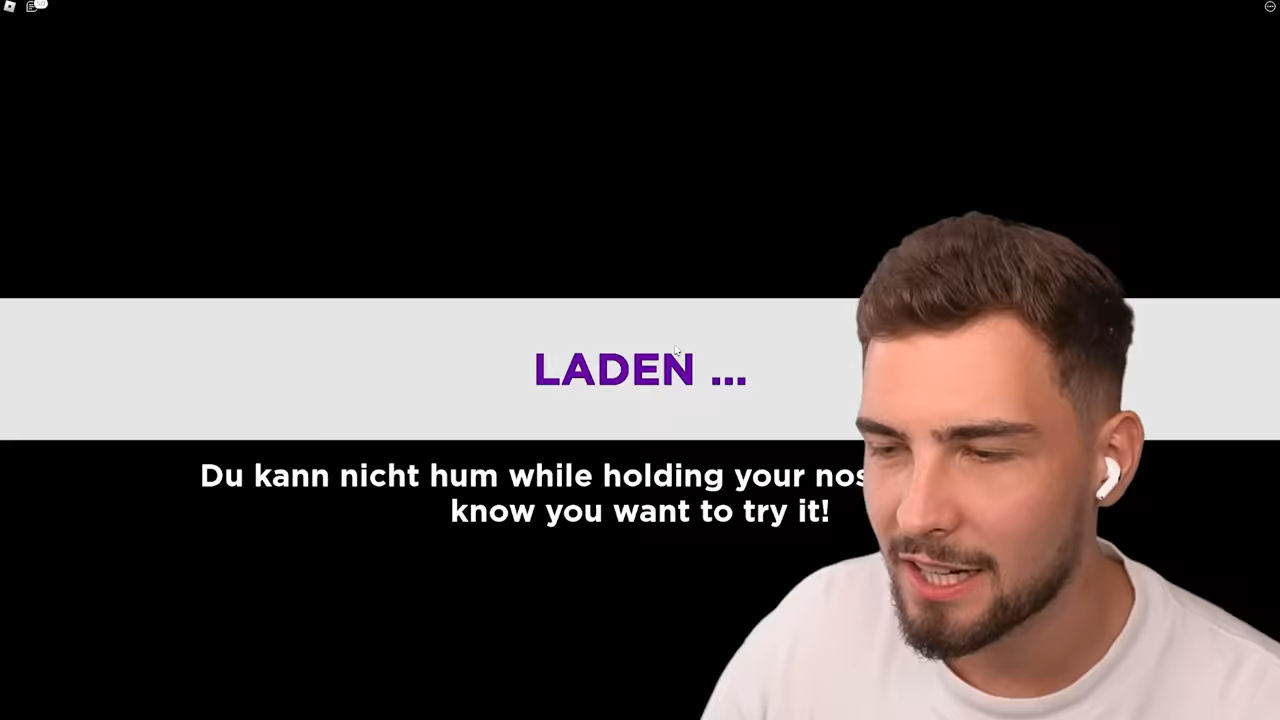 LADEN ...
Du kann nicht hum while holding your
know you want to try it!